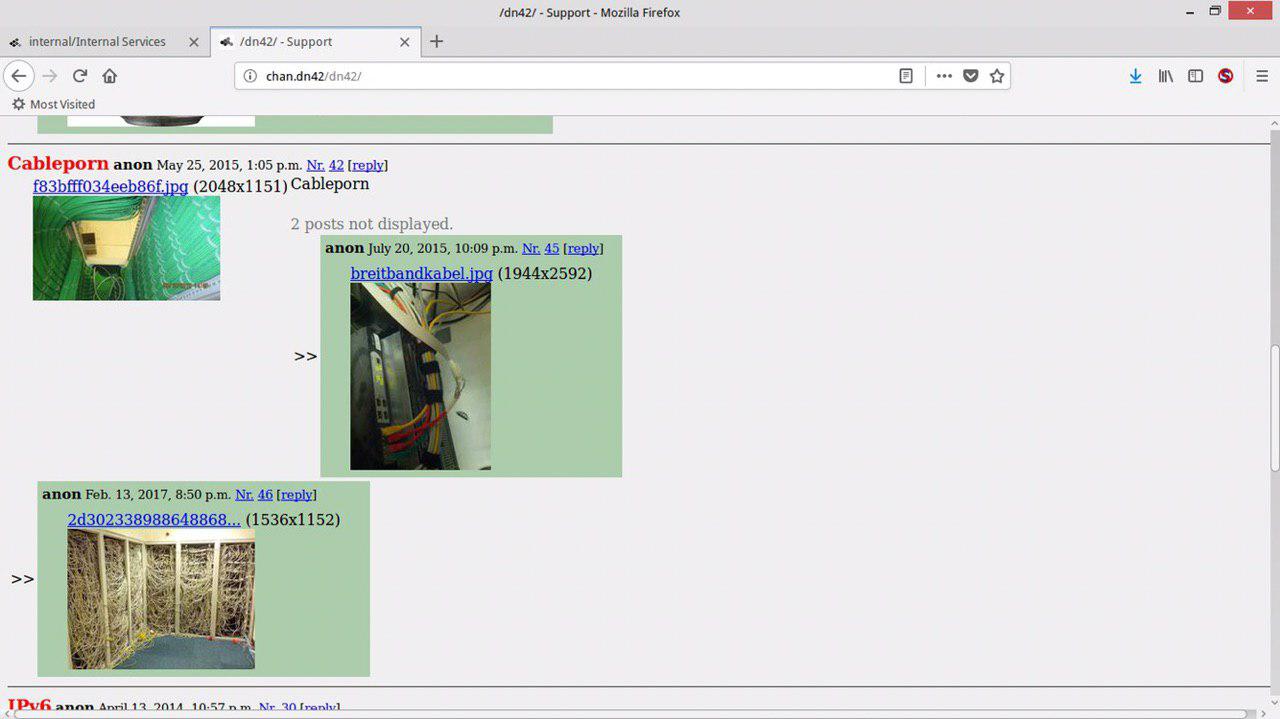 /dn42/ - Support - Mozilla Firefox
internal/Internal Services
/dn42/ - Support
chan.dn42/dn42/
Most Visited
Cableporn anon May 25, 2015, 1:05 p.m. Nr. 42 [reply]
f83bfff034eeb86f.jpg (2048x1151) Cableporn
2 posts not displayed.
anon July 20, 2015, 10:09 p.m. Nr. 45 [reply]
breitbandkabel.jpg (1944x2592)
>>
anon Feb. 13, 2017, 8:50 p.m. Nr. 46 [reply]
2d302338988648868... (1536x1152)
>>
IPv6 anon April 13, 2014, 10:57 p.m. Nr. 30 [reply]